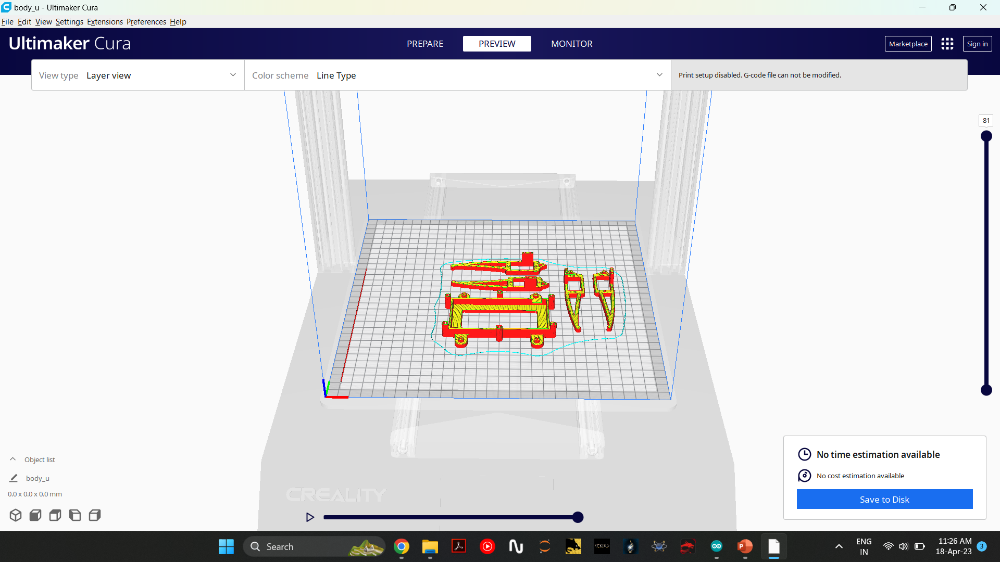 body_u - Ultimaker Cura
File Edit View Settings Extensions Preferences Help
Ultimaker Cura
PREPARE PREVIEW MONITOR
Marketplace Sign in
View type Layer view
Color scheme Line Type
Print setup disabled. G-code file can not be modified.
81
Object list
body_u
0.0 x 0.0 x 0.0 mm
CREALITY
No time estimation available
No cost estimation available
Save to Disk
Search
SEKIRO
ENG
IN
11:26 AM
18-Apr-23
3